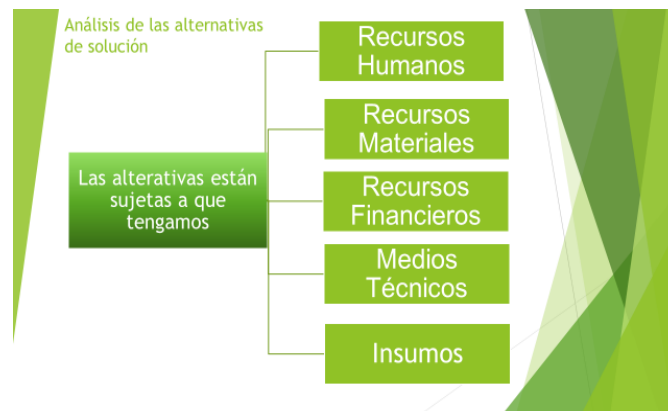 Análisis de las alternativas
de solución
Las alterativas están
sujetas a que
tengamos
Recursos
Humanos
Recursos
Materiales
Recursos
Financieros
Medios
Técnicos
Insumos